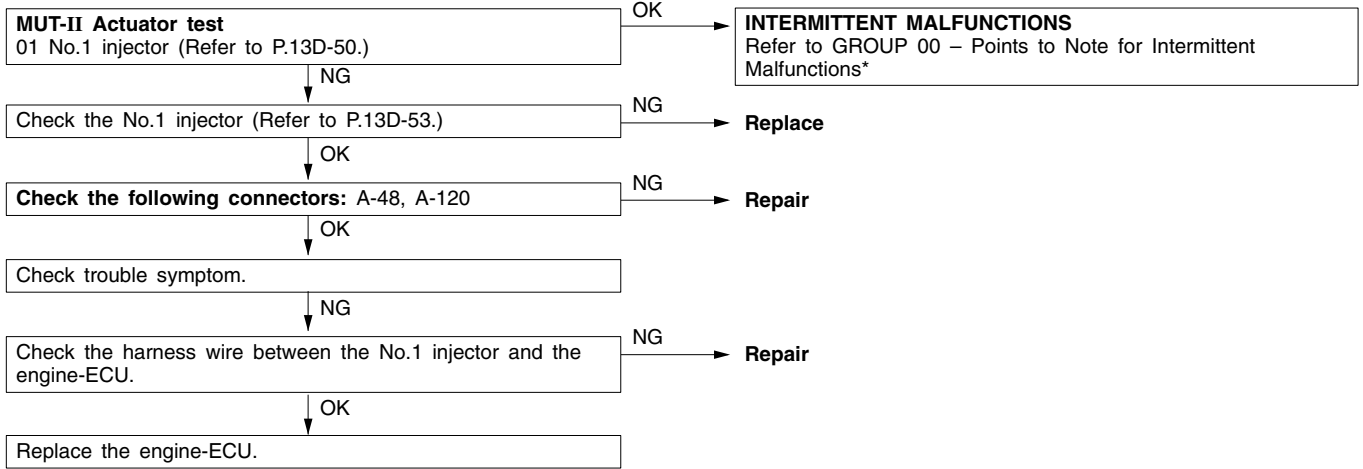 MUT-II Actuator test
01 No.1 injector (Refer to P.13D-50.)
OK
INTERMITTENT MALFUNCTIONS
Refer to GROUP 00 – Points to Note for Intermittent
Malfunctions*
NG
Check the No.1 injector (Refer to P.13D-53.)
NG
Replace
OK
Check the following connectors: A-48, A-120
NG
Repair
OK
Check trouble symptom.
NG
Check the harness wire between the No.1 injector and the
engine-ECU.
NG
Repair
OK
Replace the engine-ECU.